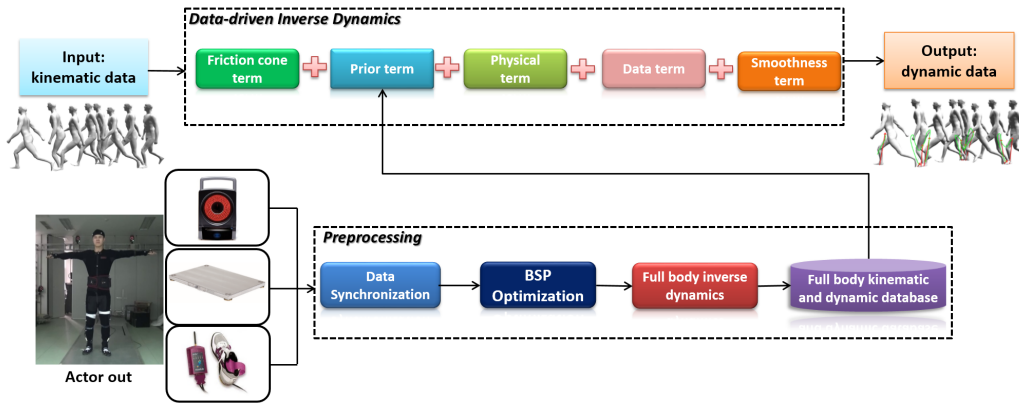 Data-driven Inverse Dynamics
Input:
kinematic data
Friction cone
term
Prior term
Physical
term
Data term
Smoothness
term
Output:
dynamic data
Preprocessing
Data
Synchronization
BSP
Optimization
Full body inverse
dynamics
Full body kinematic
and dynamic database
Actor out